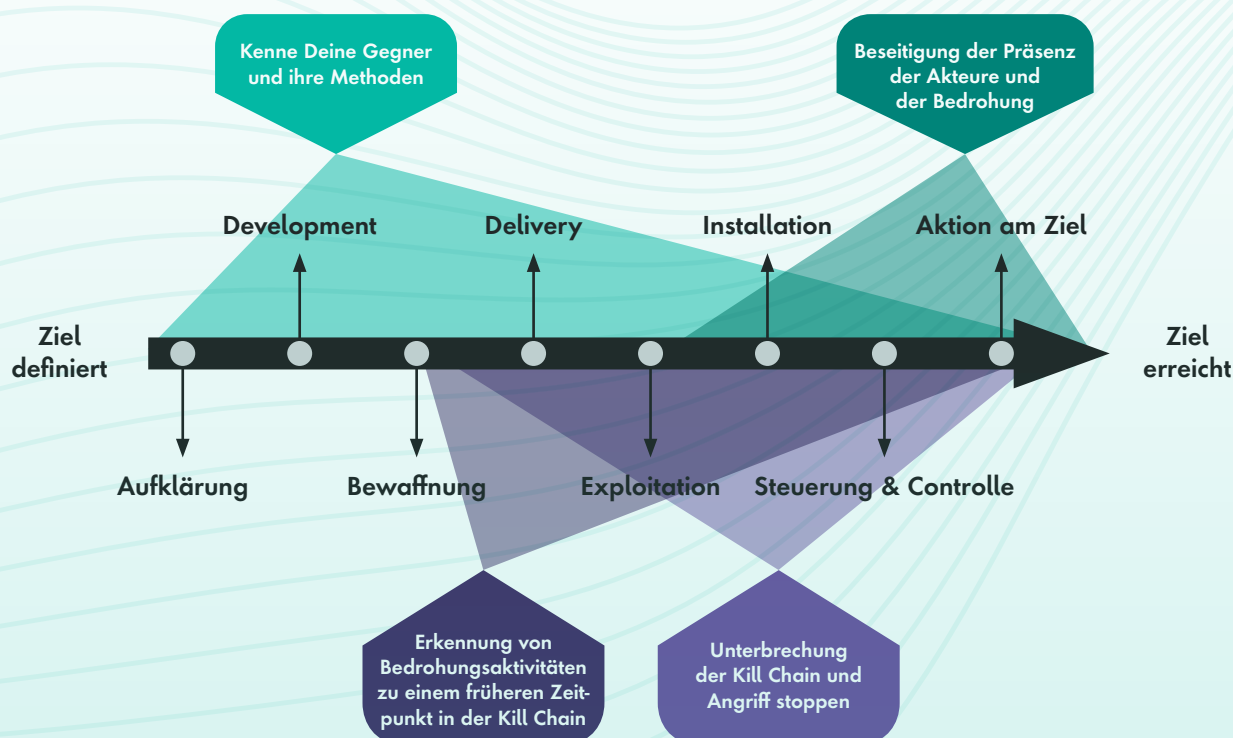 Kenne Deine Gegner
und ihre Methoden
Beseitigung der Präsenz
der Akteure und
der Bedrohung
Development
Delivery
Installation
Aktion am Ziel
Ziel
definiert
Ziel
erreicht
Aufklärung
Bewaffnung
Exploitation
Steuerung & Controlle
Erkennung von
Bedrohungsaktivitäten
zu einem früheren Zeit-
punkt in der Kill Chain
Unterbrechung
der Kill Chain und
Angriff stoppen